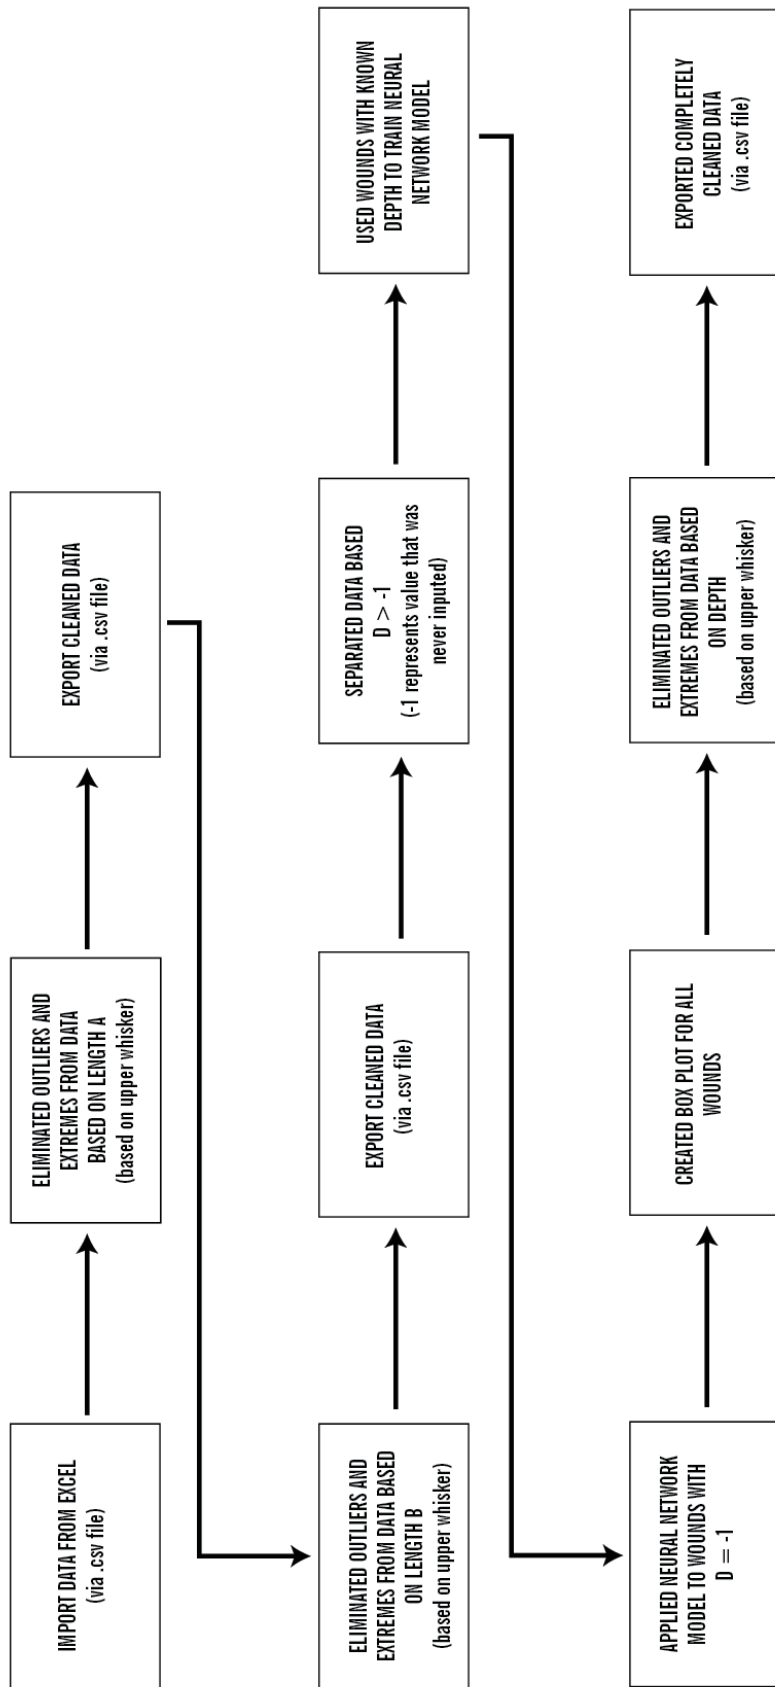 IMPORT DATA FROM EXCEL
(via .csv file)
ELIMINATED OUTLIERS AND
EXTREMES FROM DATA
BASED ON LENGTH A
(based on upper whisker)
EXPORT CLEANED DATA
(via .csv file)
ELIMINATED OUTLIERS AND
EXTREMES FROM DATA BASED
ON LENGTH B
(based on upper whisker)
EXPORT CLEANED DATA
(via .csv file)
SEPARATED DATA BASED
D > -1
(-1 represents value that was
never inputed)
USED WOUNDS WITH KNOWN
DEPTH TO TRAIN NEURAL
NETWORK MODEL
APPLIED NEURAL NETWORK
MODEL TO WOUNDS WITH
D = -1
CREATED BOX PLOT FOR ALL
WOUNDS
ELIMINATED OUTLIERS AND
EXTREMES FROM DATA BASED
ON DEPTH
(based on upper whisker)
EXPORTED COMPLETELY
CLEANED DATA
(via .csv file)